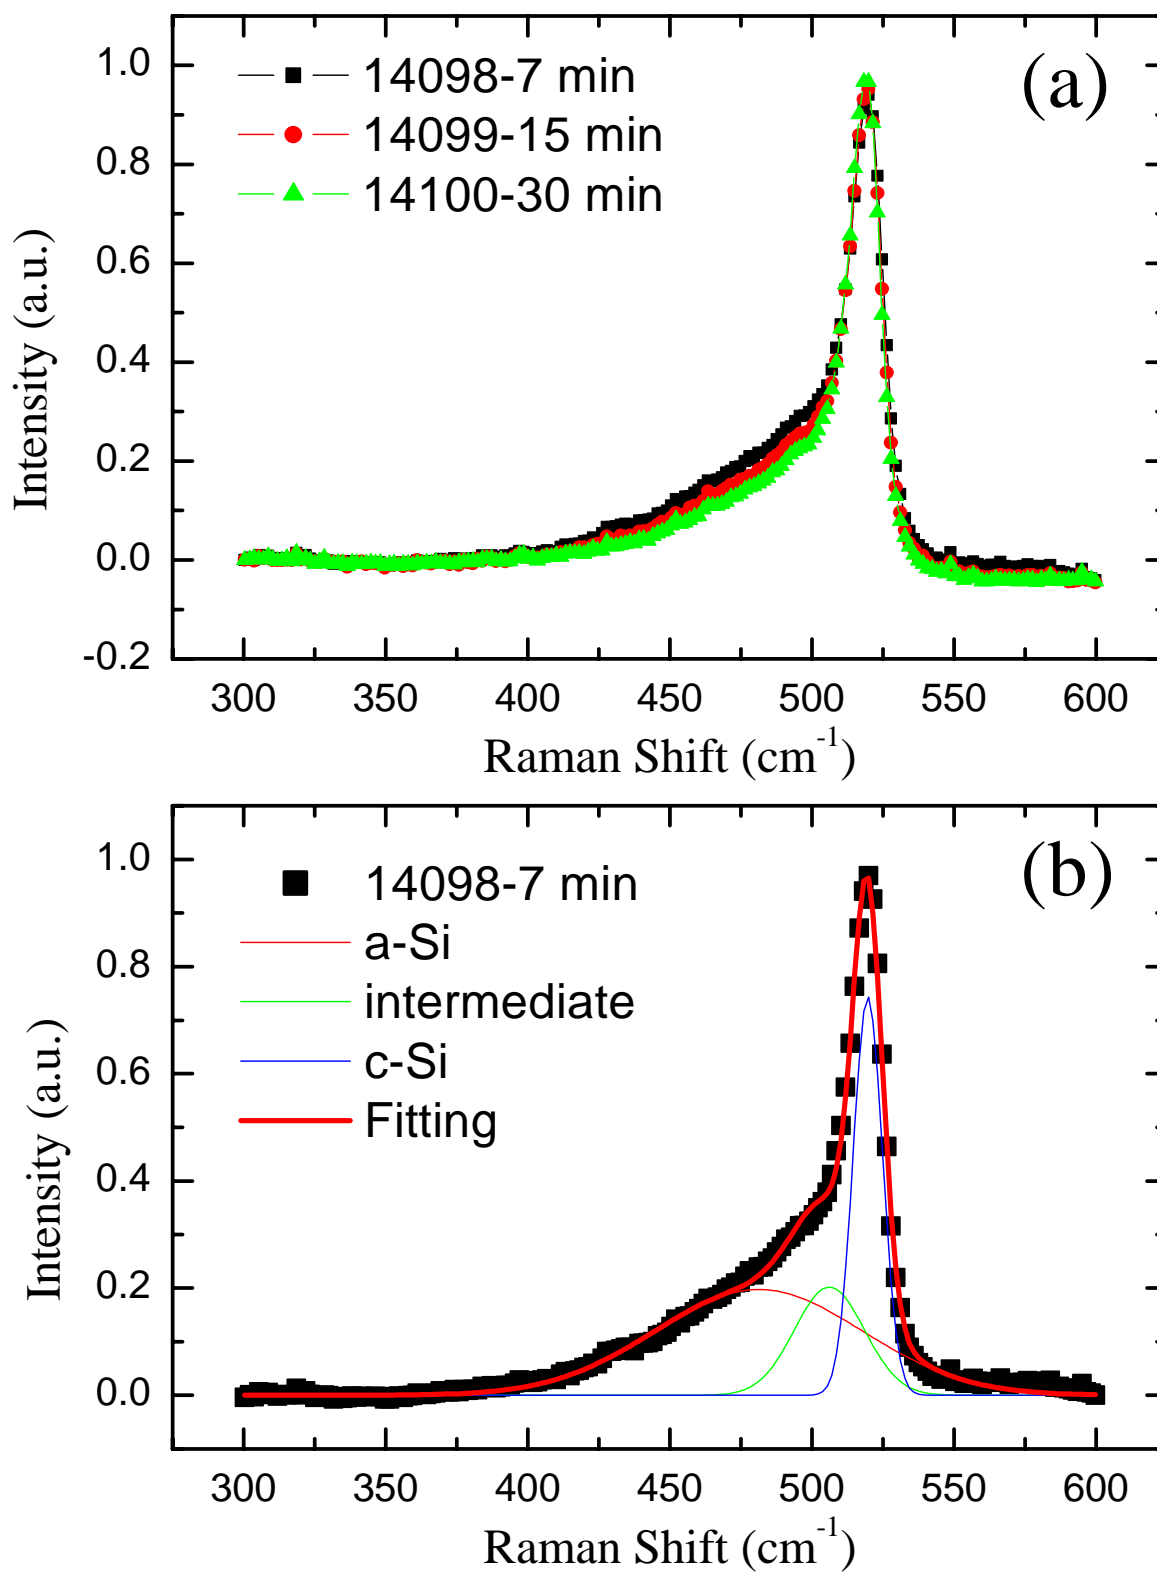 (a)
14098-7 min
14099-15 min
14100-30 min
1.0
0.8
0.6
0.4
0.2
0.0
-0.2
Intensity (a.u.)
300 350 400 450 500 550 600
Raman Shift (cm⁻¹)
(b)
14098-7 min
a-Si
intermediate
c-Si
Fitting
1.0
0.8
0.6
0.4
0.2
0.0
Intensity (a.u.)
300 350 400 450 500 550 600
Raman Shift (cm⁻¹)